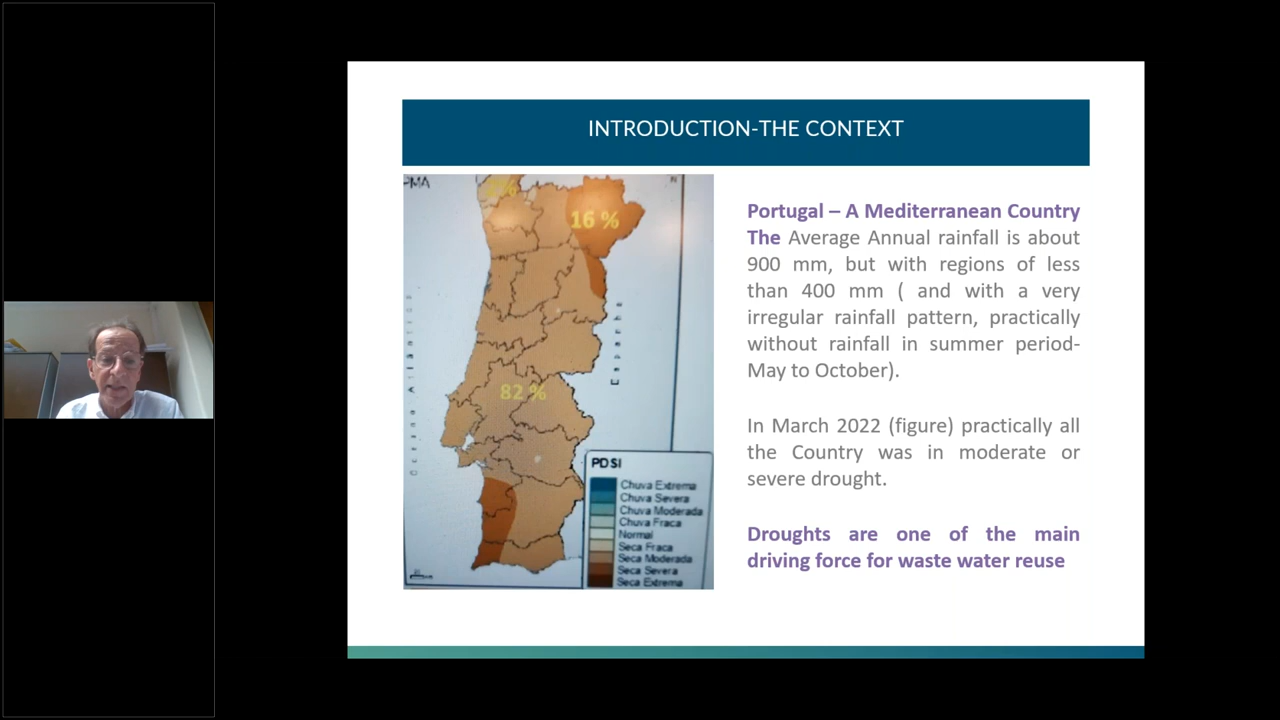 INTRODUCTION-THE CONTEXT
PMA
N
16 %
82 %
Oceano Atlântico
Espanha
PDSI
Chuva Extrema
Chuva Severa
Chuva Moderada
Chuva Fraca
Normal
Seca Fraca
Seca Moderada
Seca Severa
Seca Extrema
Portugal – A Mediterranean Country
The Average Annual rainfall is about
900 mm, but with regions of less
than 400 mm ( and with a very
irregular rainfall pattern, practically
without rainfall in summer period-
May to October).
In March 2022 (figure) practically all
the Country was in moderate or
severe drought.
Droughts are one of the main
driving force for waste water reuse